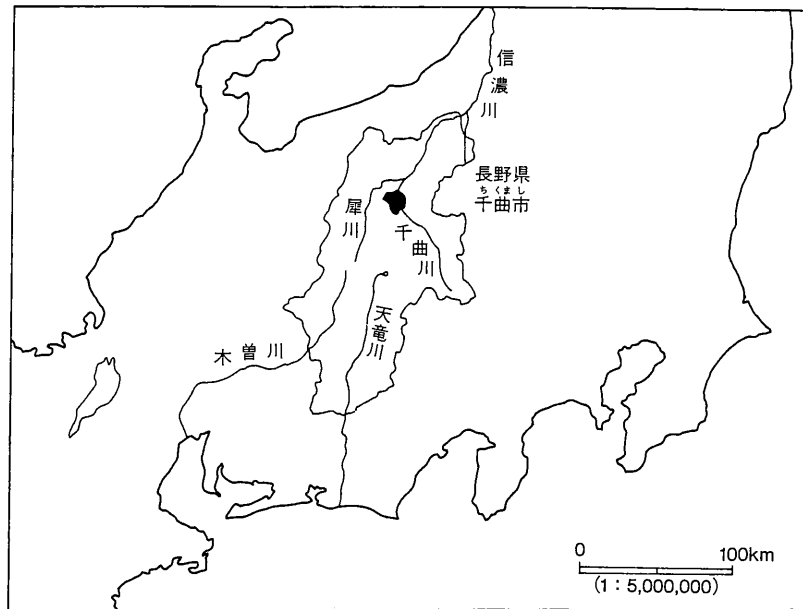 信濃川
長野県
ちくまし
千曲市
犀川
千曲川
天竜川
木曽川
0 100km
(1：5,000,000)